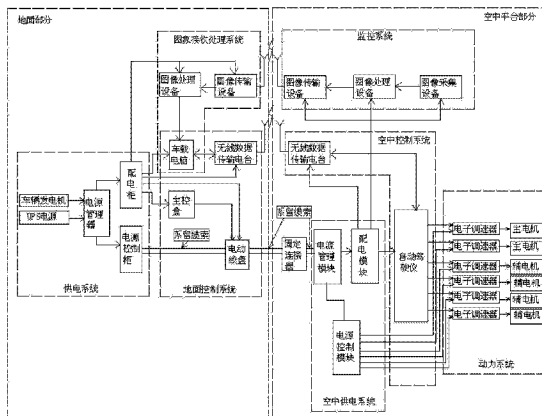 地面部分
空中平台部分
图象接收处理系统
图像处理
设备
图像传输
设备
监控系统
图像传输
设备
图像处理
设备
图像采集
设备
车载
电脑
无线数据
传输电台
空中控制系统
无线数据
传输电台
车辆发电机
UPS电源
电源
管理
器
配
电
柜
电源
控制
柜
主控
盒
系留缆索
电动
线盘
供电系统
地面控制系统
系留缆索
固定
连接
器
电源
管理
模块
配
电
模
块
自动驾
驶仪
电源
控制
模块
空中供电系统
电子调速器
主电机
电子调速器
主电机
电子调速器
辅电机
电子调速器
辅电机
电子调速器
辅电机
电子调速器
辅电机
动力系统